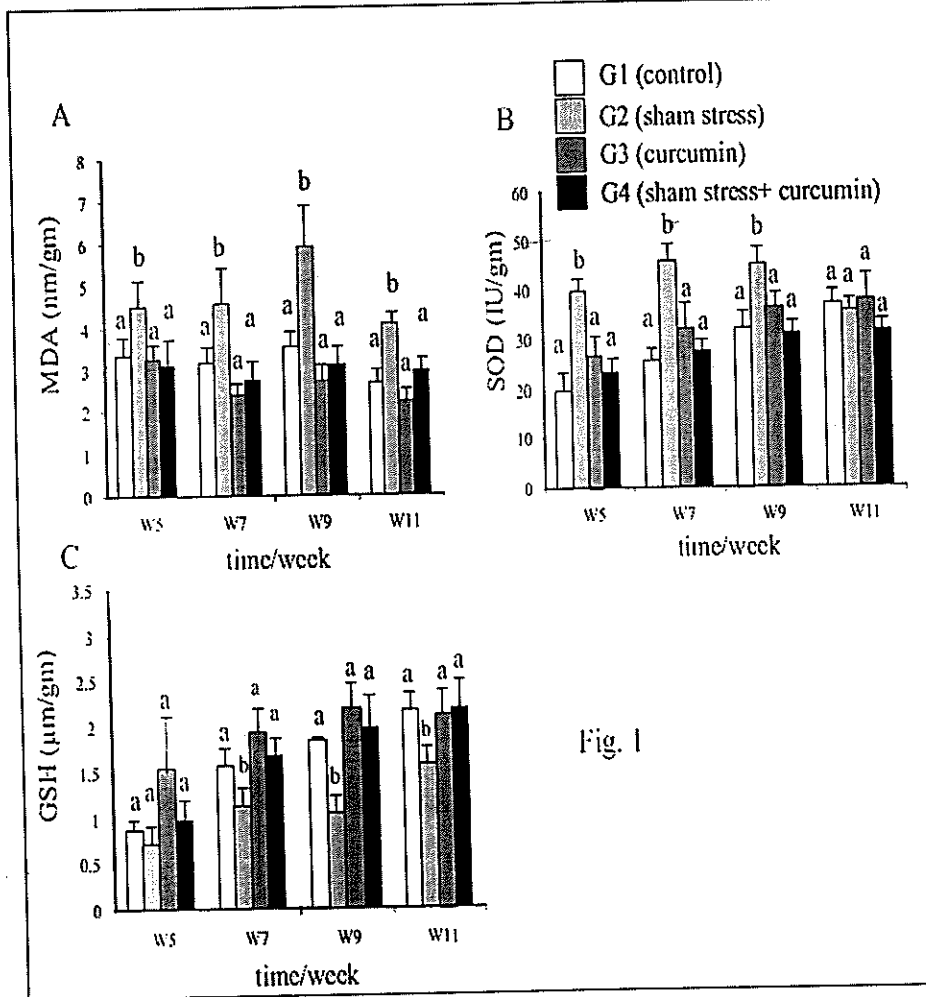 G1 (control)
G2 (sham stress)
G3 (curcumin)
G4 (sham stress+ curcumin)
A
MDA (nm/gm)
8
7
6
5
4
3
2
1
0
a b a a
a b a a
a b a a
a b a a
W5 W7 W9 W11
time/week
B
SOD (IU/gm)
60
50
40
30
20
10
0
a b a a
a b a a
a b a a
a a a a
W5 W7 W9 W11
time/week
C
GSH (µm/gm)
3.5
3
2.5
2
1.5
1
0.5
0
a a a a
a b a a
a b a a
a b a a
W5 W7 W9 W11
time/week
Fig. 1